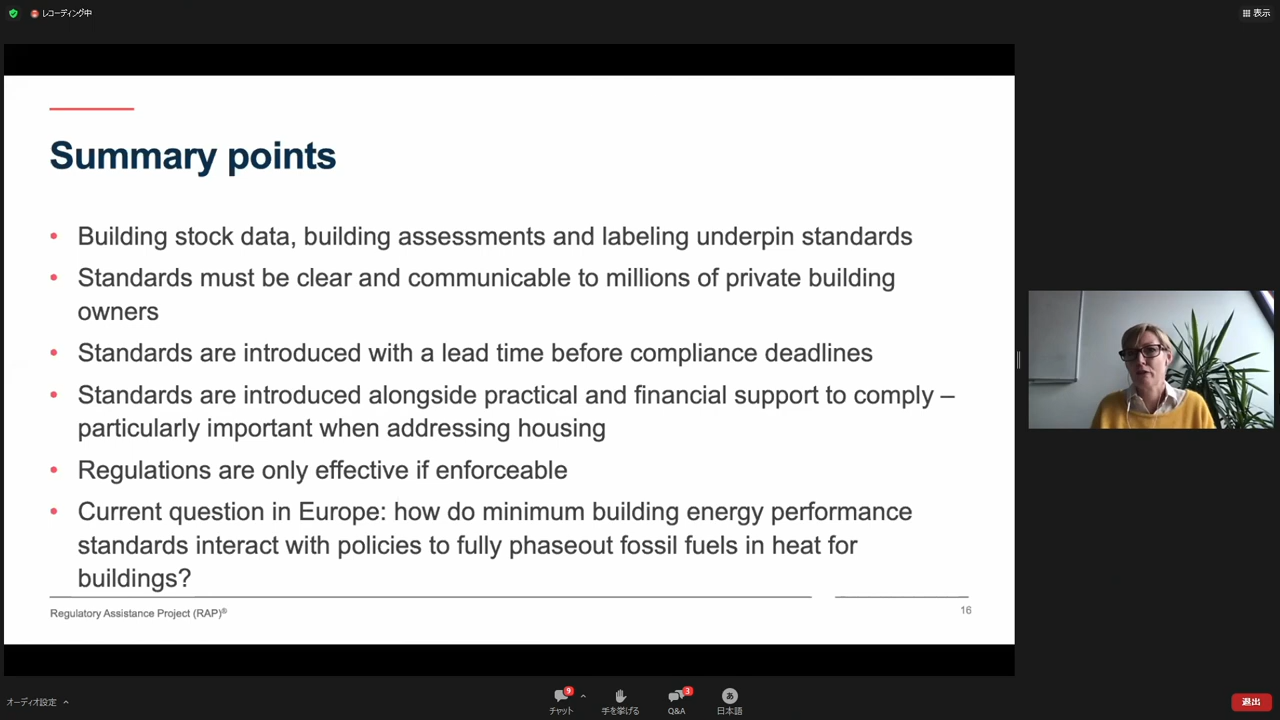 レコーディング中
表示
Summary points
• Building stock data, building assessments and labeling underpin standards
• Standards must be clear and communicable to millions of private building
owners
• Standards are introduced with a lead time before compliance deadlines
• Standards are introduced alongside practical and financial support to comply –
particularly important when addressing housing
• Regulations are only effective if enforceable
• Current question in Europe: how do minimum building energy performance
standards interact with policies to fully phaseout fossil fuels in heat for
buildings?
Regulatory Assistance Project (RAP)®
16
オーディオ設定
9
チャット
手を挙げる
3
Q&A
あ
日本語
退出